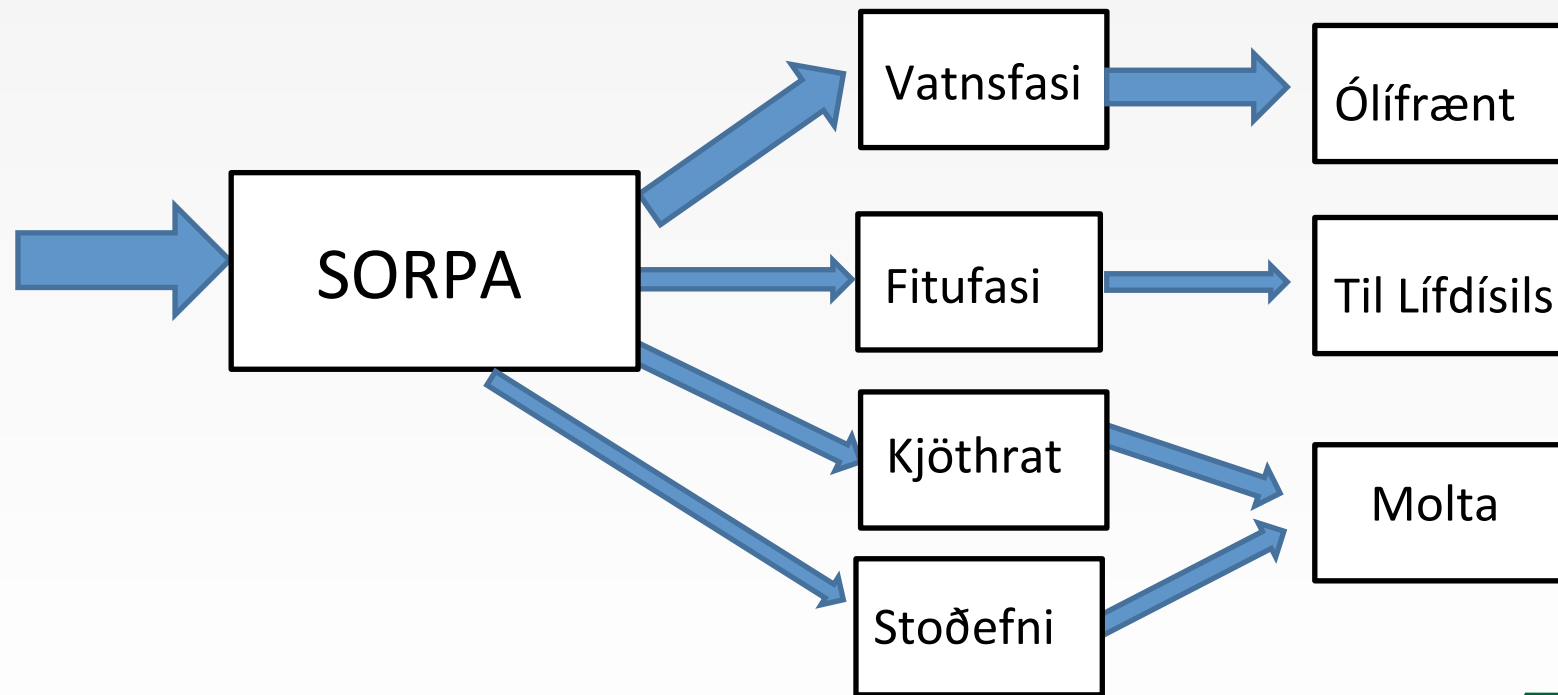 SORPA
Vatnsfasi
Ólífrænt
Fitufasi
Til Lífdísils
Kjöthrat
Molta
Stoðefni